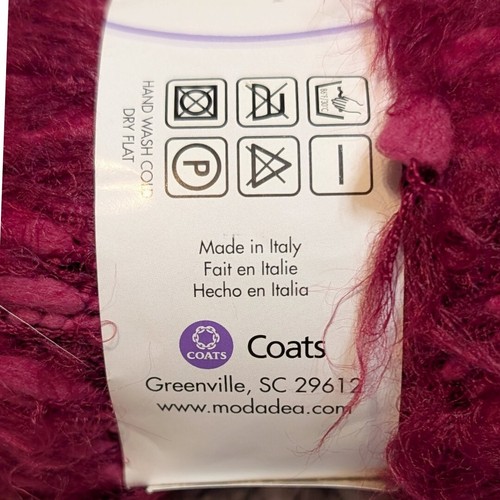 HAND WASH COLD
DRY FLAT
P
Made in Italy
Fait en Italie
Hecho en Italia
COATS
Coats
Greenville, SC 29612
www.modadea.com